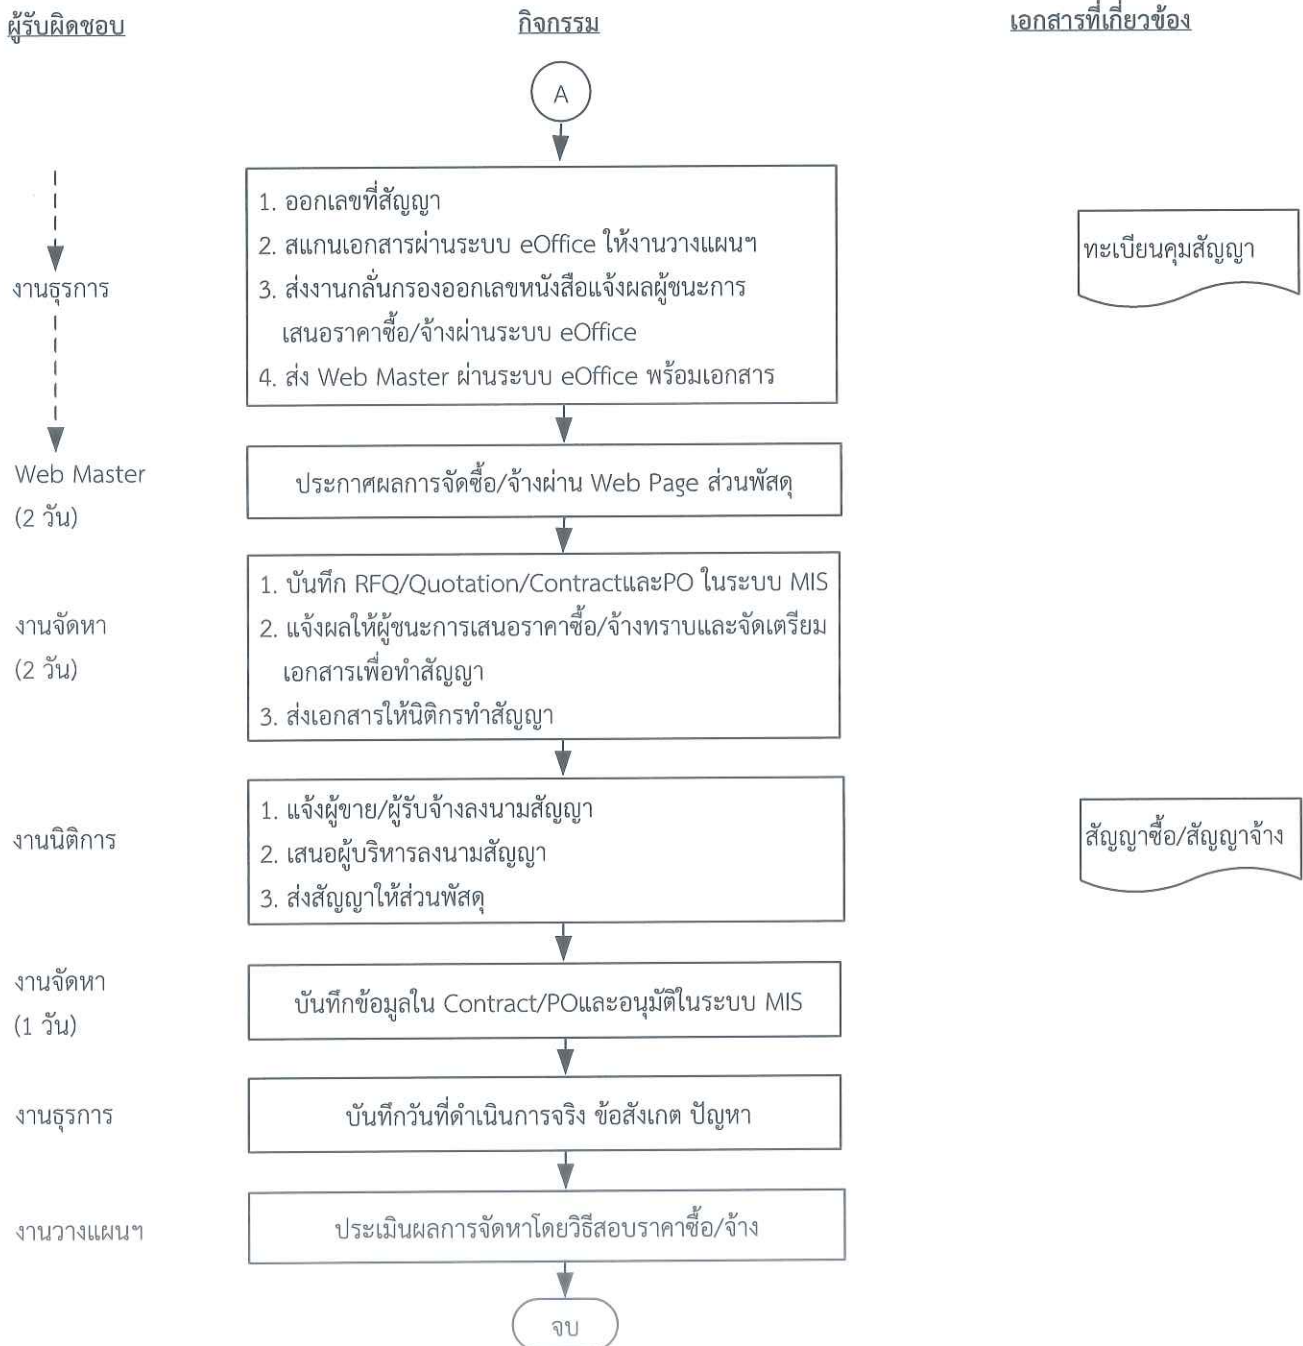 ผู้รับผิดชอบ
กิจกรรม
เอกสารที่เกี่ยวข้อง
A
งานธุรการ
1. ออกเลขที่สัญญา
2. สแกนเอกสารผ่านระบบ eOffice ให้งานวางแผนฯ
3. ส่งงานกลั่นกรองออกเลขหนังสือแจ้งผลผู้ชนะการ
เสนอราคาซื้อ/จ้างผ่านระบบ eOffice
4. ส่ง Web Master ผ่านระบบ eOffice พร้อมเอกสาร
ทะเบียนคุมสัญญา
Web Master
(2 วัน)
ประกาศผลการจัดซื้อ/จ้างผ่าน Web Page ส่วนพัสดุ
งานจัดหา
(2 วัน)
1. บันทึก RFQ/Quotation/Contractและ PO ในระบบ MIS
2. แจ้งผลให้ผู้ชนะการเสนอราคาซื้อ/จ้างทราบและจัดเตรียม
เอกสารเพื่อทำสัญญา
3. ส่งเอกสารให้นิติกรทำสัญญา
งานนิติการ
1. แจ้งผู้ขาย/ผู้รับจ้างลงนามสัญญา
2. เสนอผู้บริหารลงนามสัญญา
3. ส่งสัญญาให้ส่วนพัสดุ
สัญญาซื้อ/สัญญาจ้าง
งานจัดหา
(1 วัน)
บันทึกข้อมูลใน Contract/POและอนุมัติในระบบ MIS
งานธุรการ
บันทึกวันที่ดำเนินการจริง ข้อสังเกต ปัญหา
งานวางแผนฯ
ประเมินผลการจัดหาโดยวิธีสอบราคาซื้อ/จ้าง
จบ